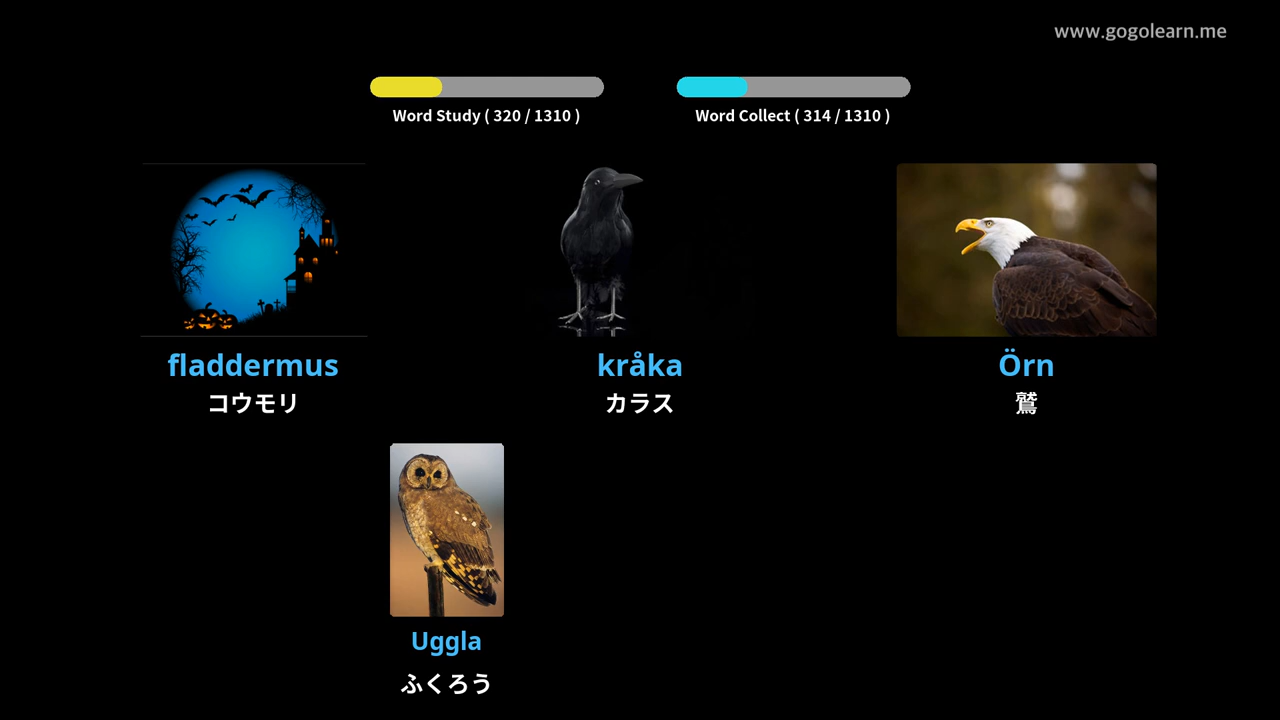 www.gogolearn.me
Word Study ( 320 / 1310 )
Word Collect ( 314 / 1310 )
fladdermus
コウモリ
kråka
カラス
Örn
鷲
Uggla
ふくろう